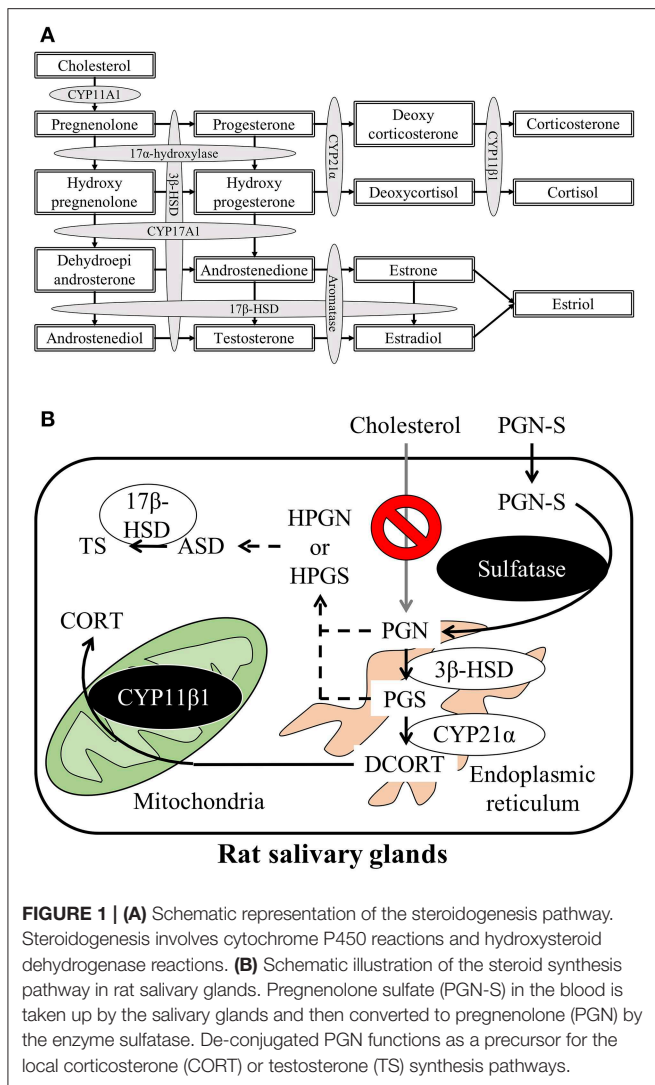 A
Cholesterol
CYP11A1
Pregnenolone
Progesterone
Deoxy
corticosterone
Corticosterone
17α-hydroxylase
3β-HSD
CYP21α
CYP11β1
Hydroxy
pregnenolone
Hydroxy
progesterone
Deoxycortisol
Cortisol
CYP17A1
Dehydroepi
androsterone
Androstenedione
Estrone
Aromatase
17β-HSD
Estriol
Androstenediol
Testosterone
Estradiol
B
Cholesterol
PGN-S
PGN-S
17β-
HSD
TS
ASD
HPGN
or
HPGS
Sulfatase
CORT
PGN
3β-HSD
CYP11β1
PGS
CYP21α
DCORT
Endoplasmic
reticulum
Mitochondria
Rat salivary glands
FIGURE 1 | (A) Schematic representation of the steroidogenesis pathway.
Steroidogenesis involves cytochrome P450 reactions and hydroxysteroid
dehydrogenase reactions. (B) Schematic illustration of the steroid synthesis
pathway in rat salivary glands. Pregnenolone sulfate (PGN-S) in the blood is
taken up by the salivary glands and then converted to pregnenolone (PGN) by
the enzyme sulfatase. De-conjugated PGN functions as a precursor for the
local corticosterone (CORT) or testosterone (TS) synthesis pathways.